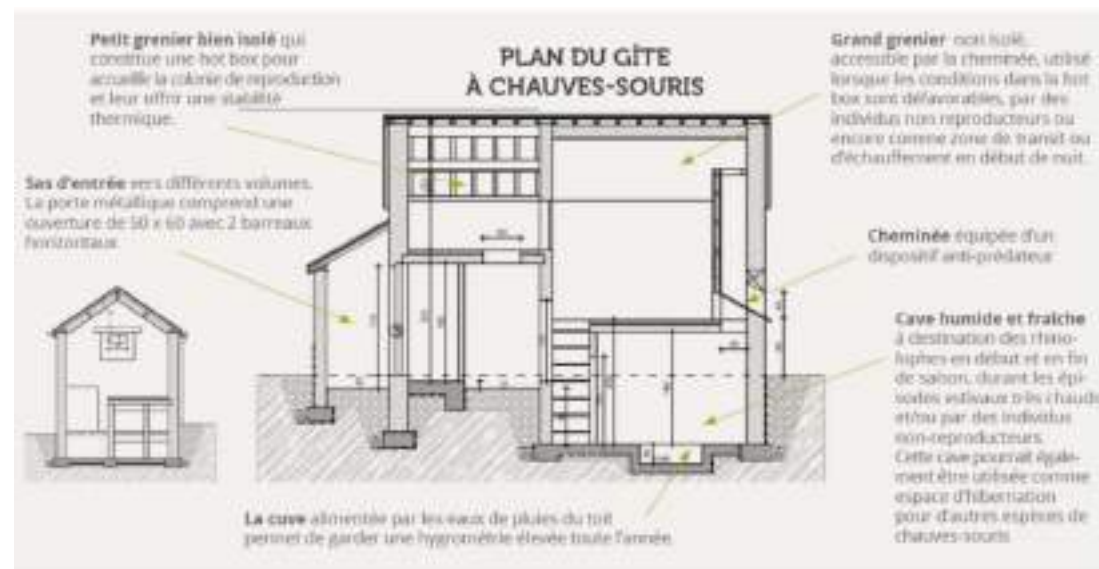 PLAN DU GÎTE
À CHAUVES-SOURIS
Petit grenier bien isolé qui
constitue une hot box pour
accueille la colonie de reproduction
et leur offrir une stabilité
thermique.
Grand grenier non isolé,
accessible par la cheminée, utilisé
lorsque les conditions dans la hot
box sont défavorables, par des
individus non reproducteurs ou
encore comme zone de transit ou
d'échauffement en début de nuit.
Sas d'entrée vers différents volumes.
La porte métallique comprend une
ouverture de 50 x 60 avec 2 barreaux
horizontaux
Cheminée équipée d'un
dispositif anti-prédateur
Cave humide et fraîche
à destination des rhino-
lophes en début et en fin
de saison, durant les épi-
sodes estivaux très chauds
et/ou par des individus
non-reproducteurs.
Cette cave pourrait égale-
ment être utilisée comme
espace d'hibernation
pour d'autres espèces de
chauves-souris
La cuve alimentée par les eaux de pluies du toit
permet de garder une hygrométrie élevée toute l'année.